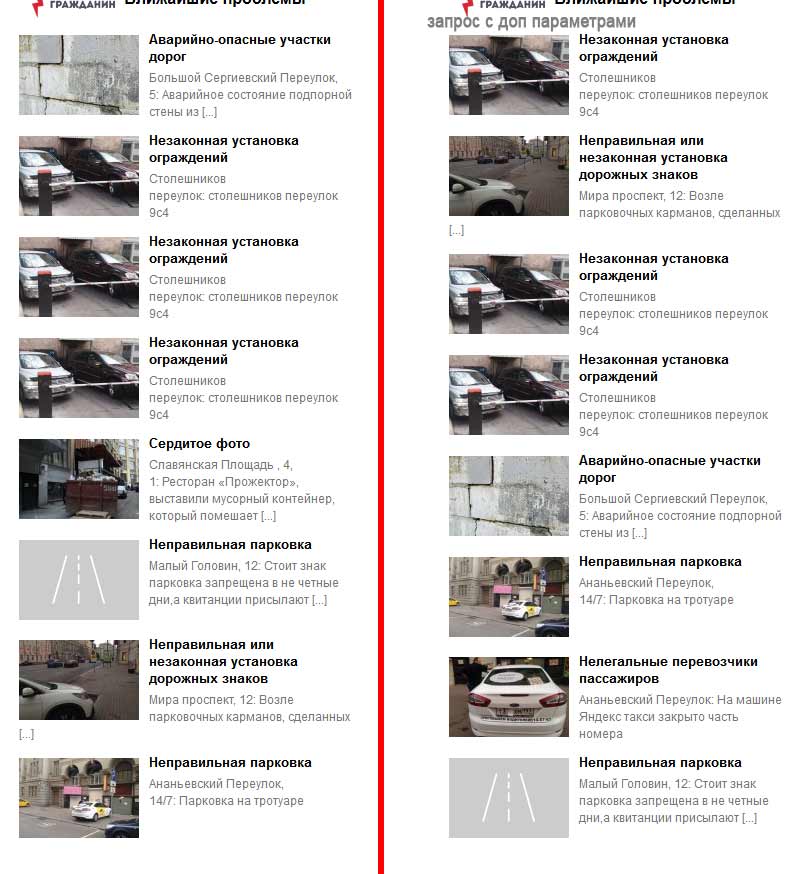 ГРАЖДАНИН Ближайшие проблемы
Аварийно-опасные участки
дорог
Большой Сергиевский Переулок,
5: Аварийное состояние подпорной
стены из [...]
Незаконная установка
ограждений
Столешников
переулок: столешников переулок
9с4
Незаконная установка
ограждений
Столешников
переулок: столешников переулок
9с4
Незаконная установка
ограждений
Столешников
переулок: столешников переулок
9с4
Сердитое фото
Славянская Площадь , 4,
1: Ресторан «Прожектор»,
выставили мусорный контейнер,
который помешает [...]
Неправильная парковка
Малый Головин, 12: Стоит знак
парковка запрещена в не четные
дни,а квитанции присылают [...]
Неправильная или
незаконная установка
дорожных знаков
Мира проспект, 12: Возле
парковочных карманов, сделанных
[...]
Неправильная парковка
Ананьевский Переулок,
14/7: Парковка на тротуаре
ГРАЖДАНИН Ближайшие проблемы
запрос с доп параметрами
Незаконная установка
ограждений
Столешников
переулок: столешников переулок
9с4
Неправильная или
незаконная установка
дорожных знаков
Мира проспект, 12: Возле
парковочных карманов, сделанных
[...]
Незаконная установка
ограждений
Столешников
переулок: столешников переулок
9с4
Незаконная установка
ограждений
Столешников
переулок: столешников переулок
9с4
Аварийно-опасные участки
дорог
Большой Сергиевский Переулок,
5: Аварийное состояние подпорной
стены из [...]
Неправильная парковка
Ананьевский Переулок,
14/7: Парковка на тротуаре
Нелегальные перевозчики
пассажиров
Ананьевский Переулок: На машине
Яндекс такси закрыто часть
номера
Неправильная парковка
Малый Головин, 12: Стоит знак
парковка запрещена в не четные
дни,а квитанции присылают [...]